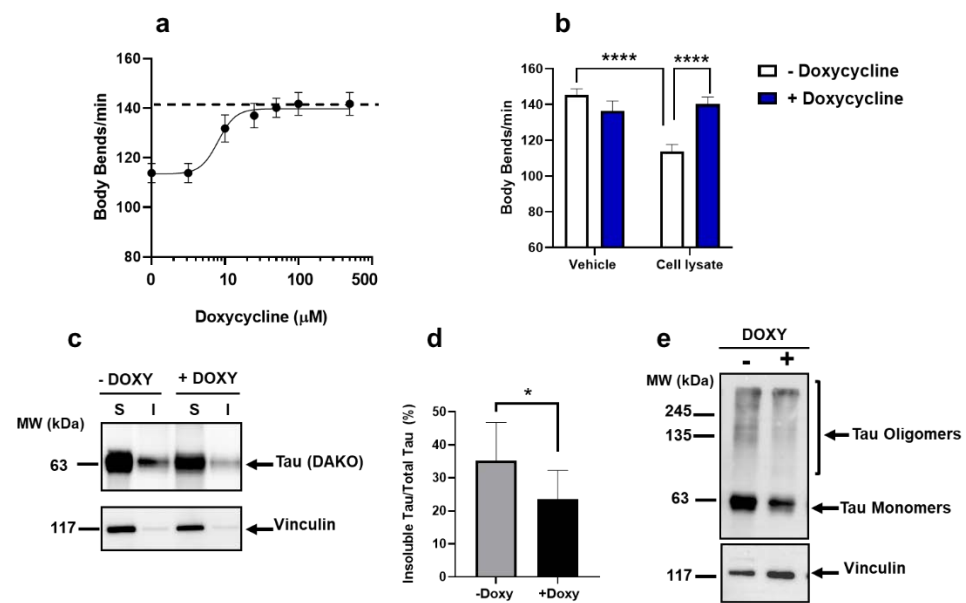 a
160
140
120
100
80
Body Bends/min
0
10
100
500
Doxycycline (µM)
b
160
140
120
100
80
60
Body Bends/min
****
****
Vehicle
Cell lysate
- Doxycycline
+ Doxycycline
c
- DOXY
+ DOXY
S
I
S
I
MW (kDa)
63
Tau (DAKO)
117
Vinculin
d
50
40
30
20
10
0
Insoluble Tau/Total Tau (%)
*
-Doxy
+Doxy
e
DOXY
-
+
MW (kDa)
245
135
63
117
Tau Oligomers
Tau Monomers
Vinculin